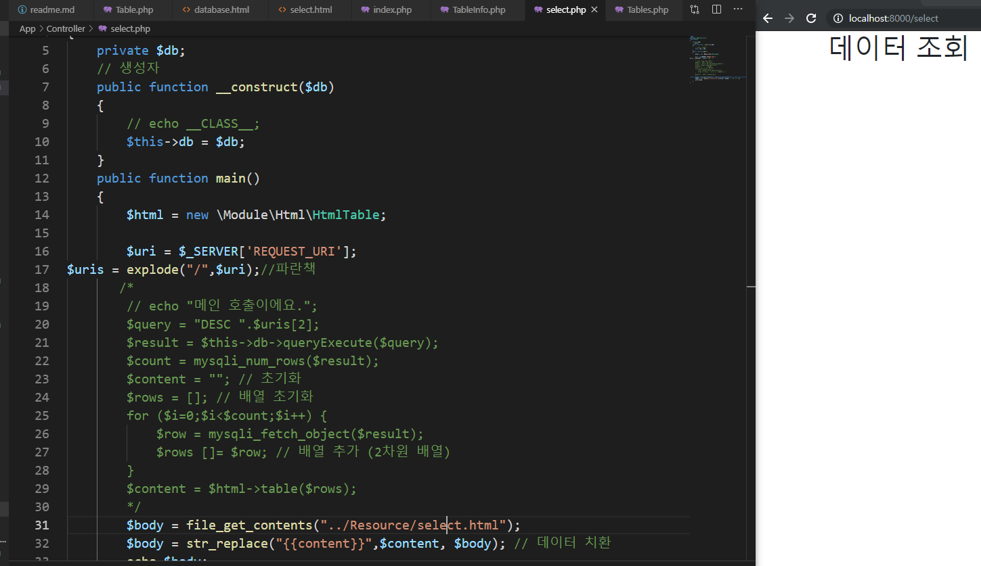 readme.md Table.php database.html select.html index.php TableInfo.php select.php Tables.php
App > Controller > select.php
5 private $db;
6 // 생성자
7 public function __construct($db)
8 {
9 // echo __CLASS__;
10 $this->db = $db;
11 }
12 public function main()
13 {
14 $html = new \Module\Html\HtmlTable;
15
16 $uri = $_SERVER['REQUEST_URI'];
17 $uris = explode("/",$uri);//파란책
18 /*
19 // echo "메인 호출이에요.";
20 $query = "DESC ".$uris[2];
21 $result = $this->db->queryExecute($query);
22 $count = mysqli_num_rows($result);
23 $content = ""; // 초기화
24 $rows = []; // 배열 초기화
25 for ($i=0;$i<$count;$i++) {
26 $row = mysqli_fetch_object($result);
27 $rows []= $row; // 배열 추가 (2차원 배열)
28 }
29 $content = $html->table($rows);
30 */
31 $body = file_get_contents("../Resource/select.html");
32 $body = str_replace("{{content}}",$content, $body); // 데이터 치환
33 echo $body;
localhost:8000/select
데이터 조회